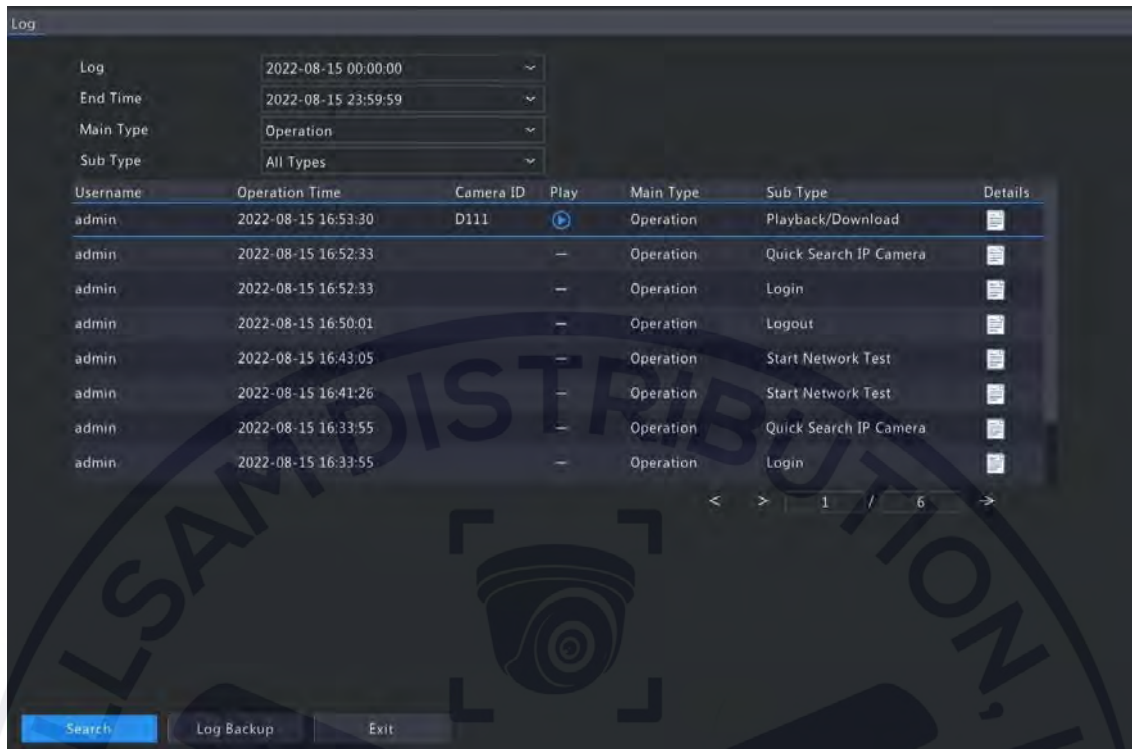 Log
Log 2022-08-15 00:00:00
End Time 2022-08-15 23:59:59
Main Type Operation
Sub Type All Types
Username Operation Time Camera ID Play Main Type Sub Type Details
admin 2022-08-15 16:53:30 D111 Operation Playback/Download
admin 2022-08-15 16:52:33 — Operation Quick Search IP Camera
admin 2022-08-15 16:52:33 — Operation Login
admin 2022-08-15 16:50:01 — Operation Logout
admin 2022-08-15 16:43:05 — Operation Start Network Test
admin 2022-08-15 16:41:26 — Operation Start Network Test
admin 2022-08-15 16:33:55 — Operation Quick Search IP Camera
admin 2022-08-15 16:33:55 — Operation Login
< > 1 / 6 →
LSAM DISTRIBUTION,
Search Log Backup Exit